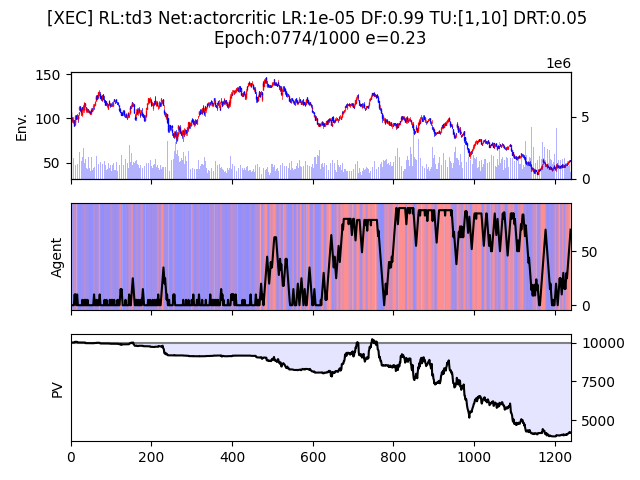 [XEC] RL:td3 Net:actorcritic LR:1e-05 DF:0.99 TU:[1,10] DRT:0.05
Epoch:0774/1000 e=0.23
1e6
150
100
50
Env.
5
0
Agent
50
0
PV
10000
7500
5000
0 200 400 600 800 1000 1200